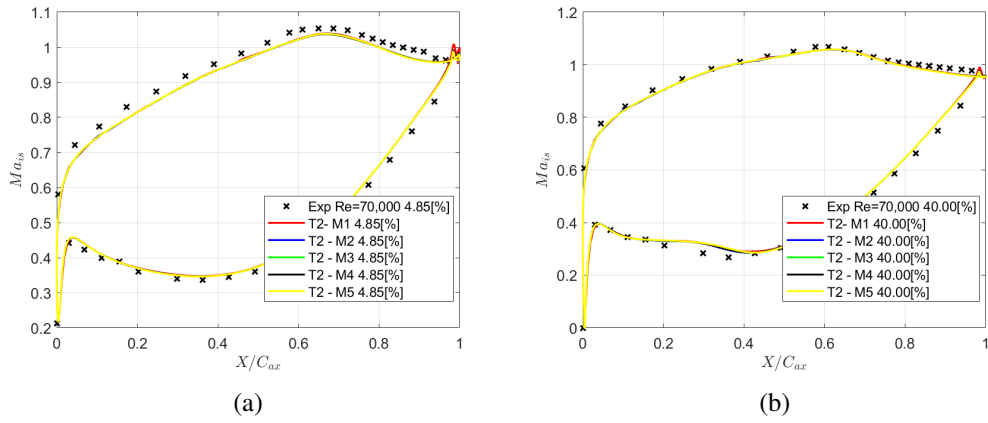 1.2
1.1
1
0.9
0.8
0.7
0.6
0.5
0.4
0.3
0.2
Ma_is
0 0.2 0.4 0.6 0.8 1
X/C_ax
Exp Re=70,000 4.85[%]
T2- M1 4.85[%]
T2 - M2 4.85[%]
T2 - M3 4.85[%]
T2 - M4 4.85[%]
T2 - M5 4.85[%]
(a)
1.2
1
0.8
0.6
0.4
0.2
0
Ma_is
0 0.2 0.4 0.6 0.8 1
X/C_ax
Exp Re=70,000 40.00[%]
T2- M1 40.00[%]
T2 - M2 40.00[%]
T2 - M3 40.00[%]
T2 - M4 40.00[%]
T2 - M5 40.00[%]
(b)